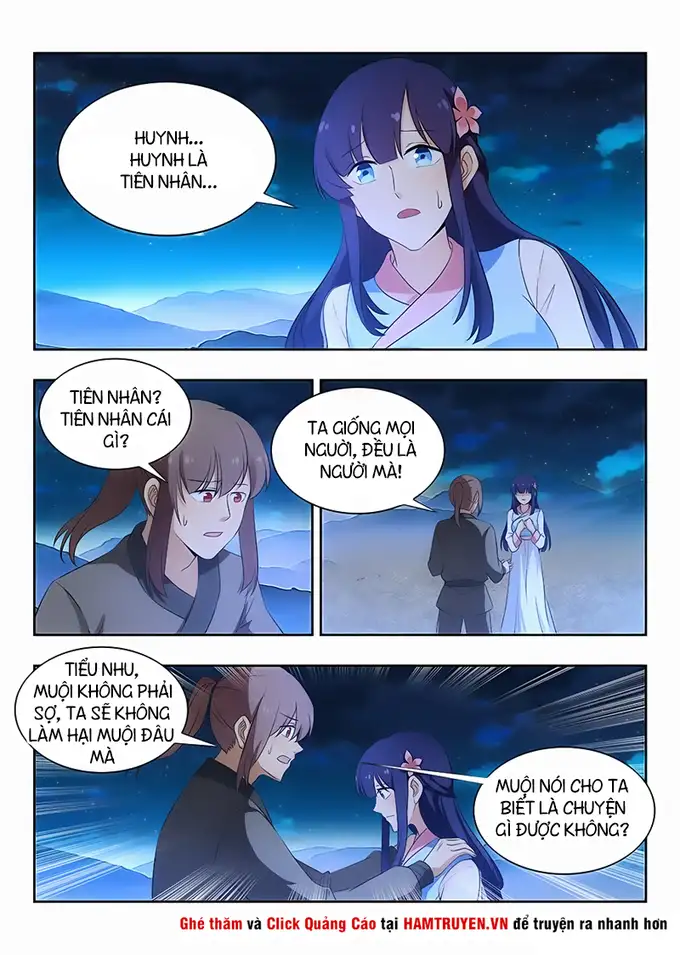 HUYNH...
HUYNH LÀ
TIÊN NHÂN...
TIÊN NHÂN?
TIÊN NHÂN CÁI
GÌ?
TA GIỐNG MỌI
NGUỜI, ĐỀU LÀ
NGƯỜI MÀ!
TIỂU NHU,
MUỘI KHÔNG PHẢI
SỢ, TA SẼ KHÔNG
LÀM HẠI MUỘI ĐÂU
MÀ
MUỘI NÓI CHO TA
BIẾT LÀ CHUYỆN
GÌ ĐƯỢC KHÔNG?
Ghé thăm và Click Quảng Cáo tại HAMTRUYEN.VN để truyện ra nhanh hơn